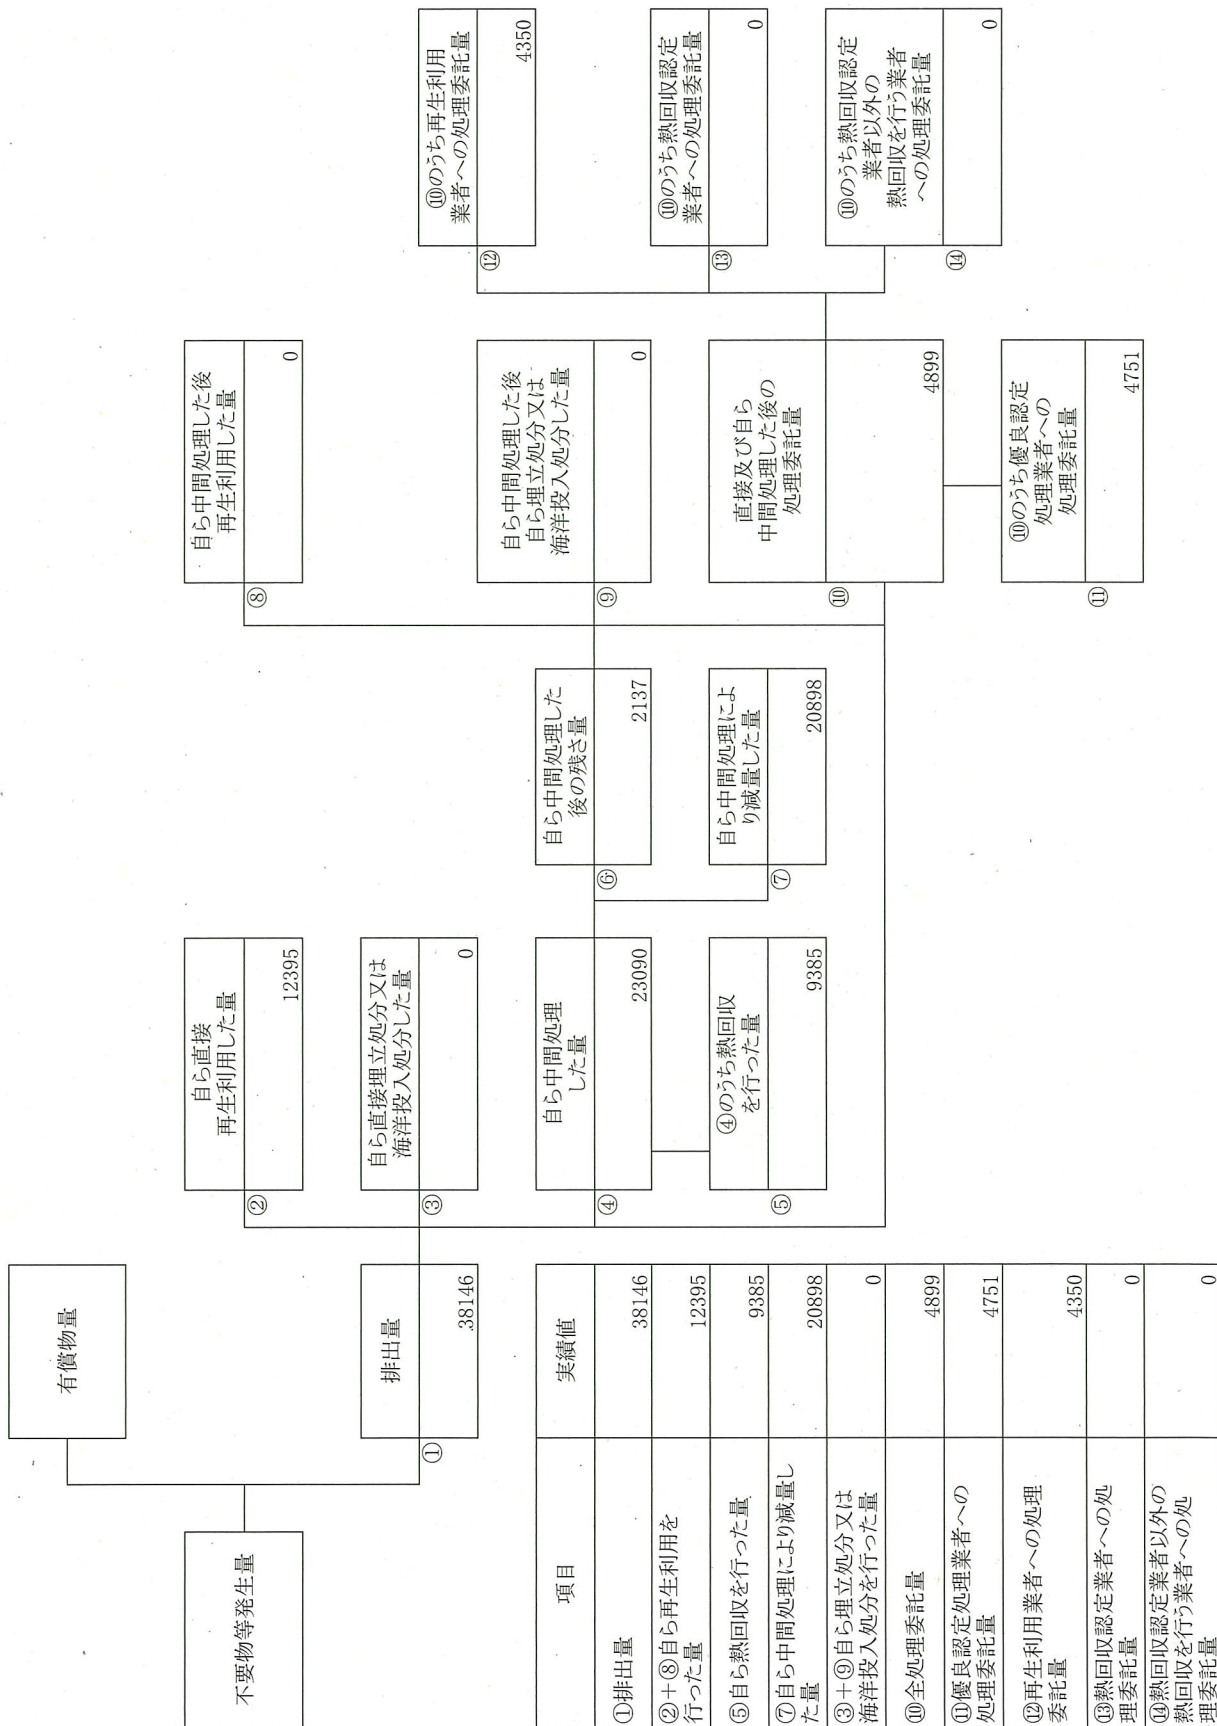 有償物量
不要物等発生量
排出量
①
38146
自ら直接
再生利用した量
②
12395
自ら直接埋立処分又は
海洋投入処分した量
③
0
自ら中間処理
した量
④
23090
④のうち熱回収
を行った量
⑤
9385
自ら中間処理した
後の残さ量
⑥
2137
自ら中間処理によ
り減量した量
⑦
20898
自ら中間処理した後
再生利用した量
⑧
0
自ら中間処理した後
自ら埋立処分又は
海洋投入処分した量
⑨
0
直接及び自ら
中間処理した後の
処理委託量
⑩
4899
⑩のうち優良認定
処理業者への
処理委託量
⑪
4751
⑩のうち再生利用
業者への処理委託量
⑫
4350
⑩のうち熱回収認定
業者への処理委託量
⑬
0
⑩のうち熱回収認定
業者以外の
熱回収を行う業者
への処理委託量
⑭
0
項目 実績値
①排出量 38146
②+⑧自ら再生利用を
行った量 12395
⑤自ら熱回収を行った量 9385
⑦自ら中間処理により減量し
た量 20898
③+⑨自ら埋立処分又は
海洋投入処分を行った量 0
⑩全処理委託量 4899
⑪優良認定処理業者への
処理委託量 4751
⑫再生利用業者への処理
委託量 4350
⑬熱回収認定業者への処
理委託量 0
⑭熱回収認定業者以外の
熱回収を行う業者への処
理委託量 0